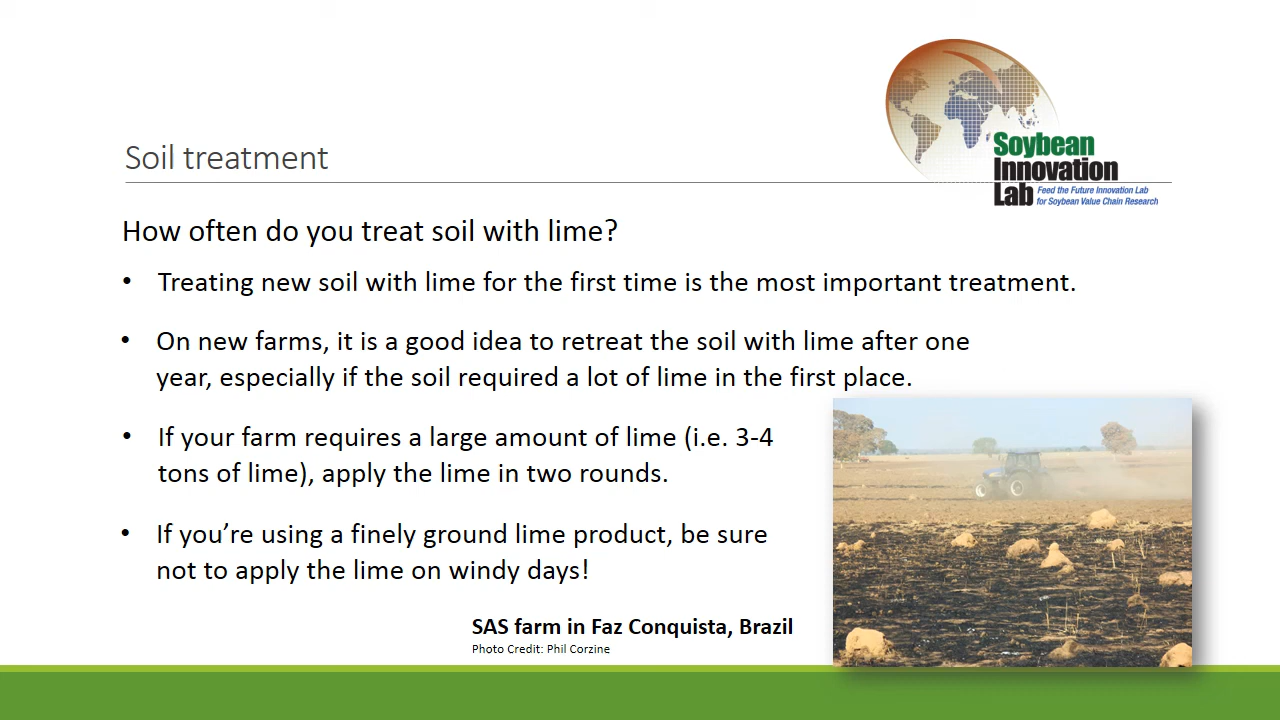 Soybean
Innovation
Lab
Feed the Future Innovation Lab
for Soybean Value Chain Research
Soil treatment
How often do you treat soil with lime?
• Treating new soil with lime for the first time is the most important treatment.
• On new farms, it is a good idea to retreat the soil with lime after one
year, especially if the soil required a lot of lime in the first place.
• If your farm requires a large amount of lime (i.e. 3-4
tons of lime), apply the lime in two rounds.
• If you’re using a finely ground lime product, be sure
not to apply the lime on windy days!
SAS farm in Faz Conquista, Brazil
Photo Credit: Phil Corzine